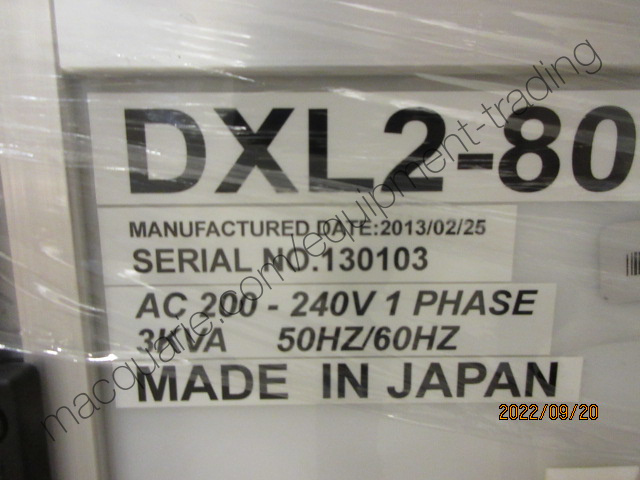 DXL2-80
MANUFACTURED DATE:2013/02/25
SERIAL NO.130103
AC 200 - 240V 1 PHASE
3KVA 50HZ/60HZ
MADE IN JAPAN
2022/09/20
macquarie.com/equipment-trading